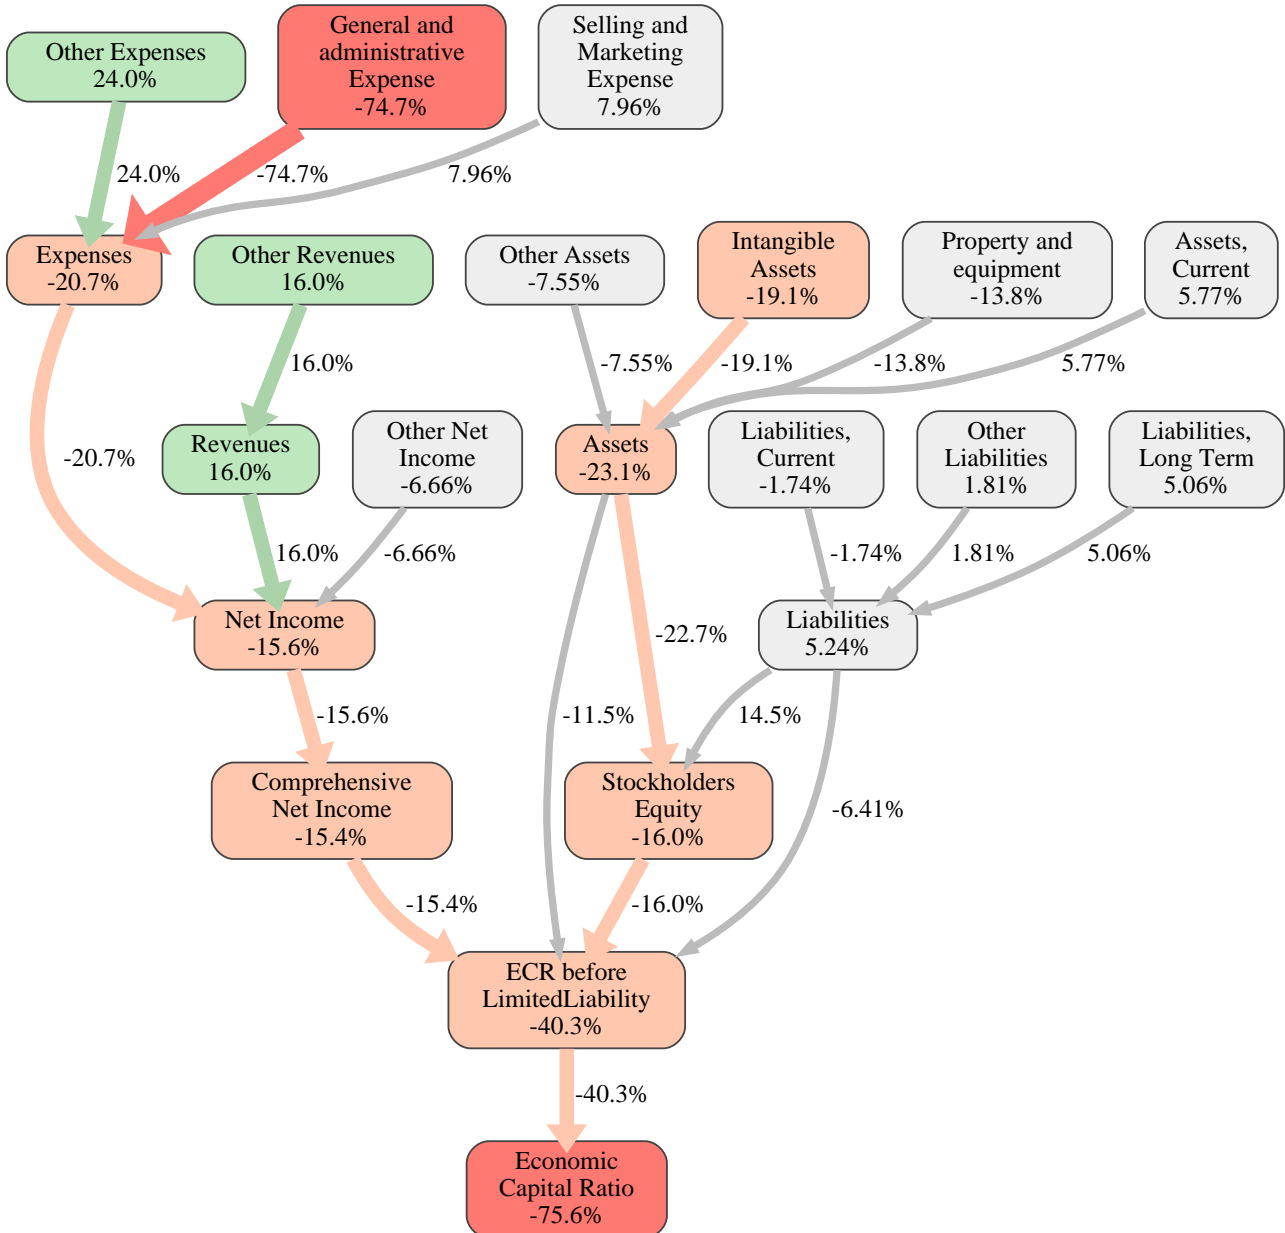 Other Expenses
24.0%
General and
administrative
Expense
-74.7%
Selling and
Marketing
Expense
7.96%
24.0%
-74.7%
7.96%
Expenses
-20.7%
Other Revenues
16.0%
Other Assets
-7.55%
Intangible
Assets
-19.1%
Property and
equipment
-13.8%
Assets,
Current
5.77%
16.0%
-7.55%
-19.1%
-13.8%
5.77%
-20.7%
Revenues
16.0%
Other Net
Income
-6.66%
Assets
-23.1%
Liabilities,
Current
-1.74%
Other
Liabilities
1.81%
Liabilities,
Long Term
5.06%
16.0%
-6.66%
-1.74%
1.81%
5.06%
Net Income
-15.6%
-22.7%
Liabilities
5.24%
-15.6%
-11.5%
14.5%
Comprehensive
Net Income
-15.4%
Stockholders
Equity
-16.0%
-6.41%
-15.4%
-16.0%
ECR before
LimitedLiability
-40.3%
-40.3%
Economic
Capital Ratio
-75.6%